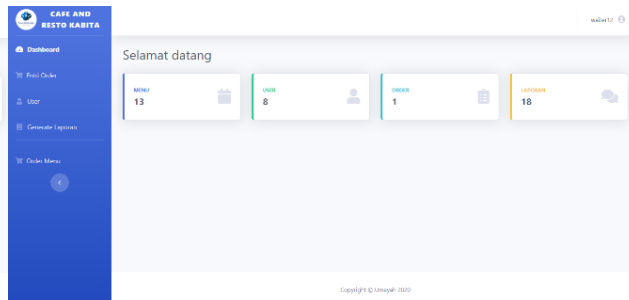 CAFE AND
RESTO KABITA
Dashboard
Entri Order
User
Generate Laporan
Order Menu
waiter12
Selamat datang
MENU
13
USER
8
ORDER
1
LAPORAN
18
Copyright © Umayah 2020